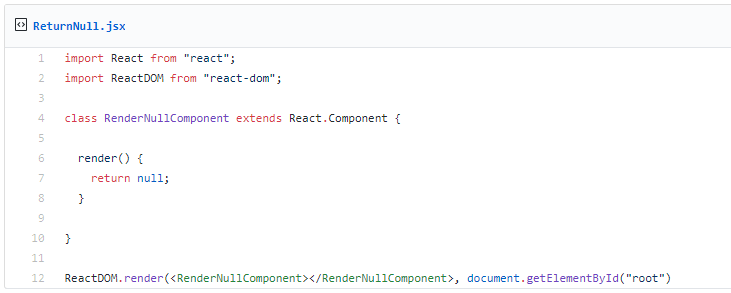 ReturnNull.jsx
1 import React from "react";
2 import ReactDOM from "react-dom";
3
4 class RenderNullComponent extends React.Component {
5
6 render() {
7 return null;
8 }
9
10 }
11
12 ReactDOM.render(<RenderNullComponent></RenderNullComponent>, document.getElementById("root")